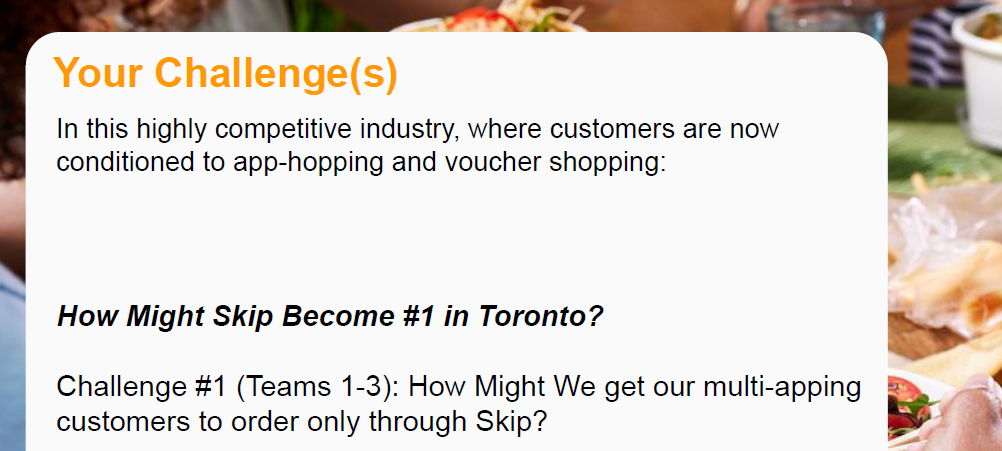 Your Challenge(s)
In this highly competitive industry, where customers are now
conditioned to app-hopping and voucher shopping:
How Might Skip Become #1 in Toronto?
Challenge #1 (Teams 1-3): How Might We get our multi-apping
customers to order only through Skip?